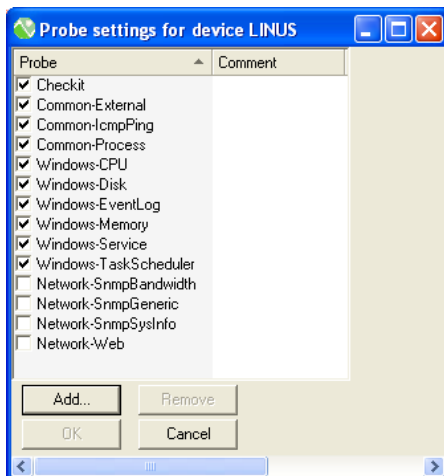 Probe settings for device LINUS
Probe Comment
Checkit
Common-External
Common-IcmpPing
Common-Process
Windows-CPU
Windows-Disk
Windows-EventLog
Windows-Memory
Windows-Service
Windows-TaskScheduler
Network-SnmpBandwidth
Network-SnmpGeneric
Network-SnmpSysInfo
Network-Web
Add... Remove
OK Cancel